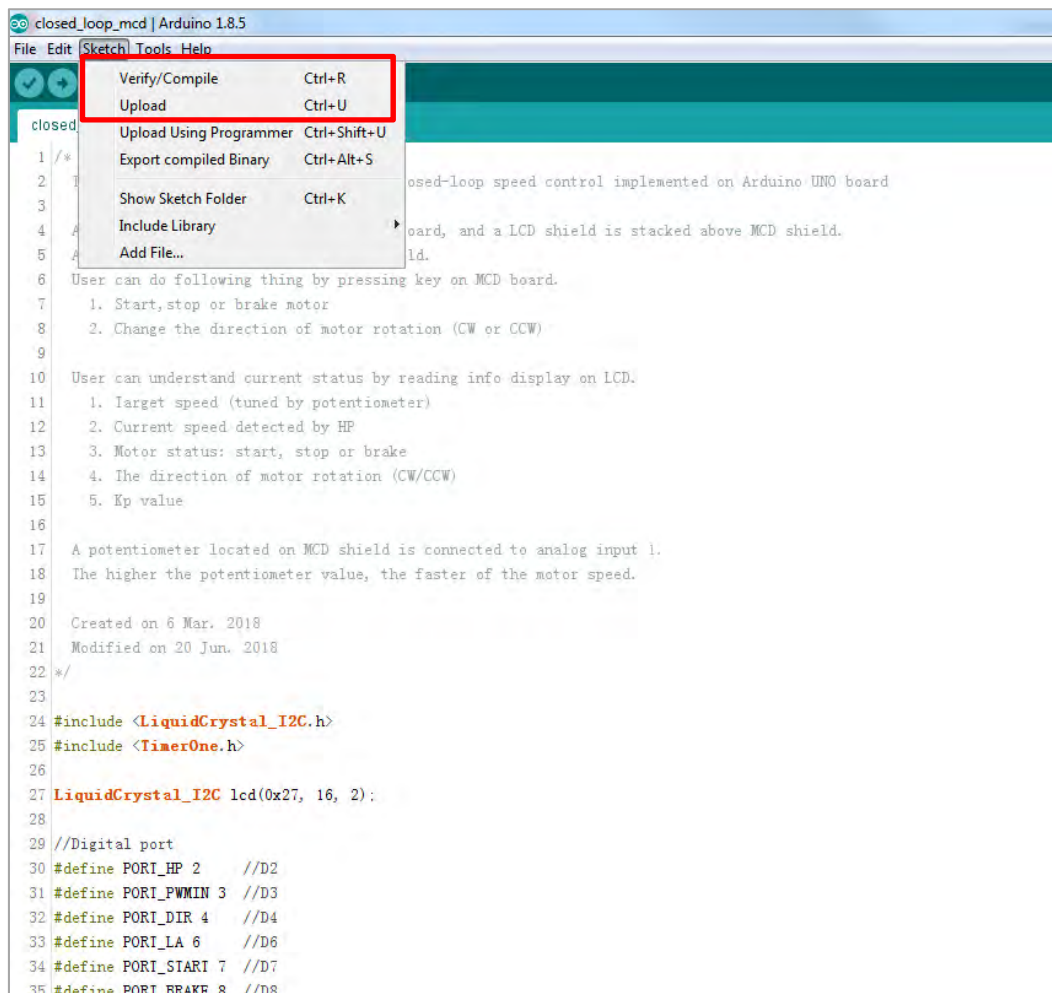 closed_loop_mcd | Arduino 1.8.5
File Edit Sketch Tools Help
Verify/Compile Ctrl+R
Upload Ctrl+U
Upload Using Programmer Ctrl+Shift+U
Export compiled Binary Ctrl+Alt+S
Show Sketch Folder Ctrl+K
Include Library
Add File...
closed_
1 /*
2 osed-loop speed control implemented on Arduino UNO board
3
4 A oard, and a LCD shield is stacked above MCD shield.
5 A ld.
6 User can do following thing by pressing key on MCD board.
7 1. Start,stop or brake motor
8 2. Change the direction of motor rotation (CW or CCW)
9
10 User can understand current status by reading info display on LCD.
11 1. Target speed (tuned by potentiometer)
12 2. Current speed detected by HP
13 3. Motor status: start, stop or brake
14 4. The direction of motor rotation (CW/CCW)
15 5. Kp value
16
17 A potentiometer located on MCD shield is connected to analog input 1.
18 The higher the potentiometer value, the faster of the motor speed.
19
20 Created on 6 Mar. 2018
21 Modified on 20 Jun. 2018
22 */
23
24 #include <LiquidCrystal_I2C.h>
25 #include <TimerOne.h>
26
27 LiquidCrystal_I2C lcd(0x27, 16, 2);
28
29 //Digital port
30 #define PORT_HP 2 //D2
31 #define PORT_PWMIN 3 //D3
32 #define PORT_DIR 4 //D4
33 #define PORT_LA 6 //D6
34 #define PORT_START 7 //D7
35 #define PORT_BRAKE 8 //D8